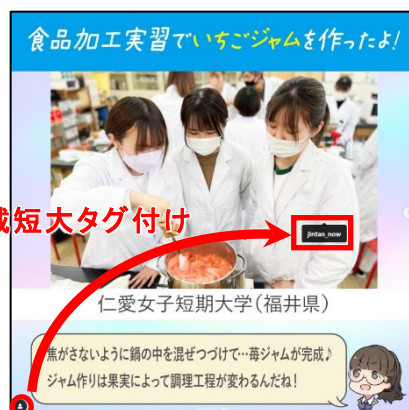 食品加工実習でいちごジャムを作ったよ!
jintan_now
短大タグ付け
仁愛女子短期大学(福井県)
焦がさないように鍋の中を混ぜつづけて…苺ジャムが完成♪
ジャム作りは果実によって調理工程が変わるんだね!